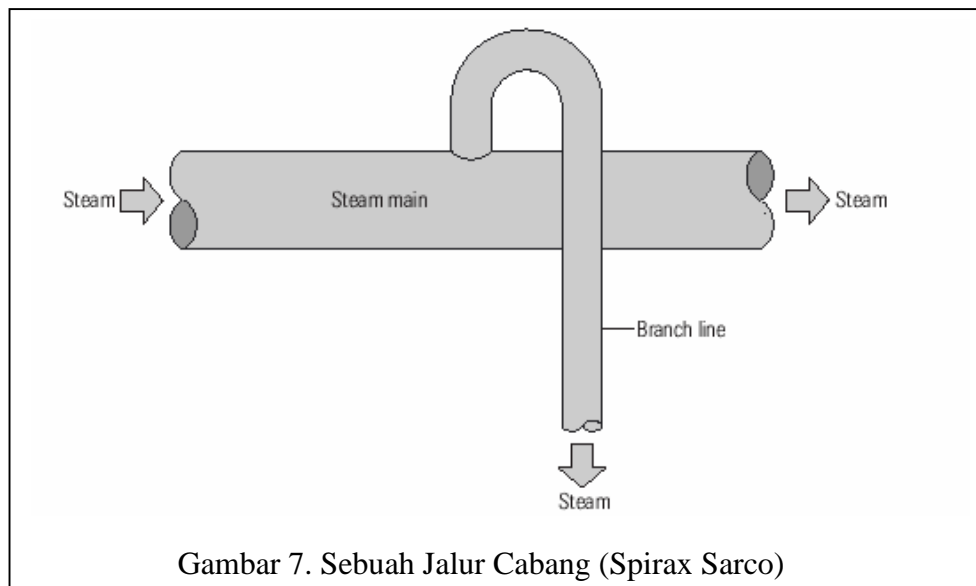 Steam
Steam main
Steam
Branch line
Steam
Gambar 7. Sebuah Jalur Cabang (Spirax Sarco)